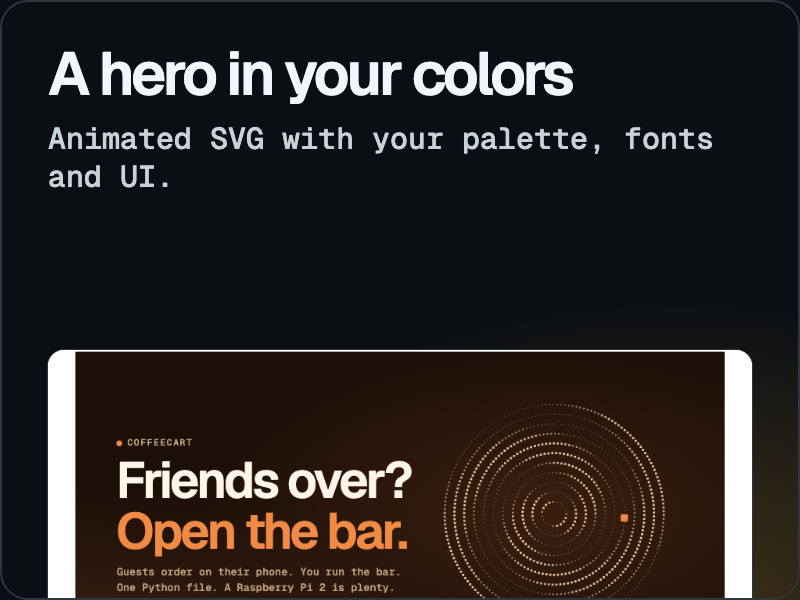 A hero in your colors
Animated SVG with your palette, fonts
and UI.
COFFEECART
Friends over?
Open the bar.
Guests order on their phone. You run the bar.
One Python file. A Raspberry Pi 2 is plenty.